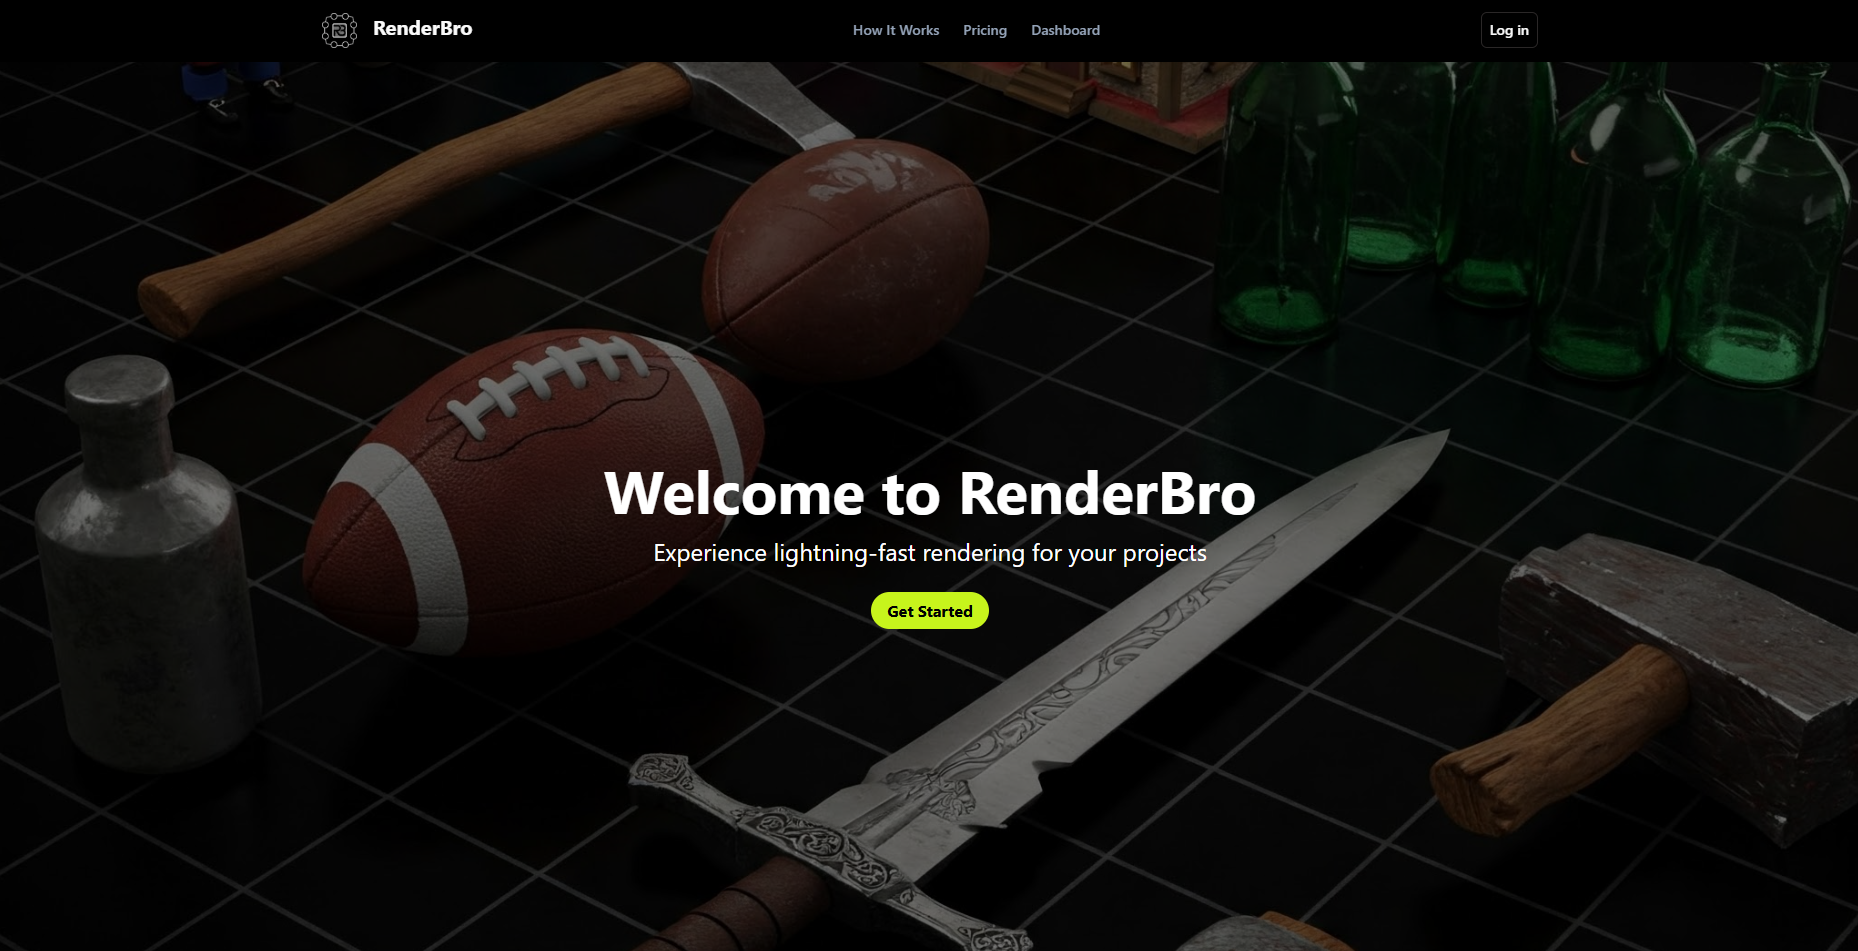 RenderBro
How It Works
Pricing
Dashboard
Log in
Welcome to RenderBro
Experience lightning-fast rendering for your projects
Get Started